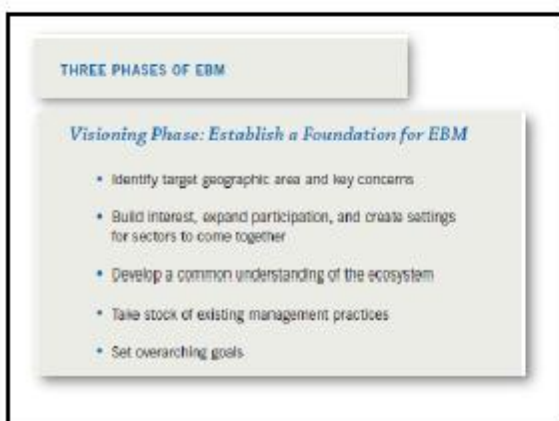 THREE PHASES OF EBM
Visioning Phase: Establish a Foundation for EBM
• Identify target geographic area and key concerns
• Build interest, expand participation, and create settings
for sectors to come together
• Develop a common understanding of the ecosystem
• Take stock of existing management practices
• Set overarching goals